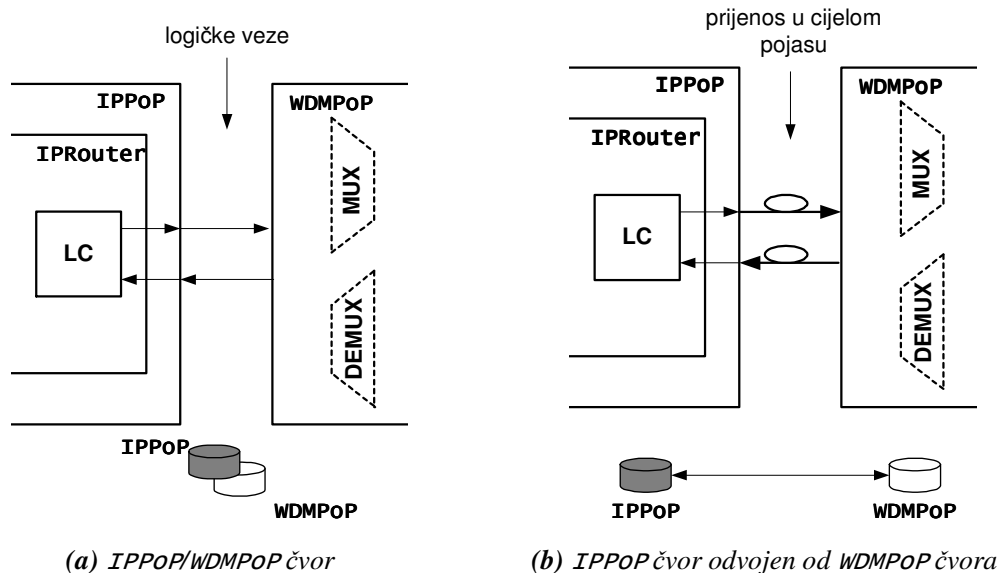 logičke veze
IPPoP
WDMPoP
IPRouter
MUX
LC
DEMUX
IPPoP
WDMPoP
(a) IPPoP/WDMPoP čvor
prijenos u cijelom
pojasu
IPPoP
WDMPoP
IPRouter
MUX
LC
DEMUX
IPPoP
WDMPoP
(b) IPPoP čvor odvojen od WDMPoP čvora